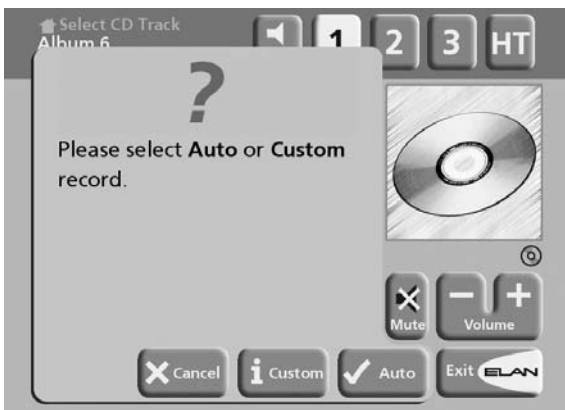 Select CD Track
Album 6
1 2 3 HT
?
Please select Auto or Custom
record.
Mute
Volume
Cancel
Custom
Auto
Exit ELAN